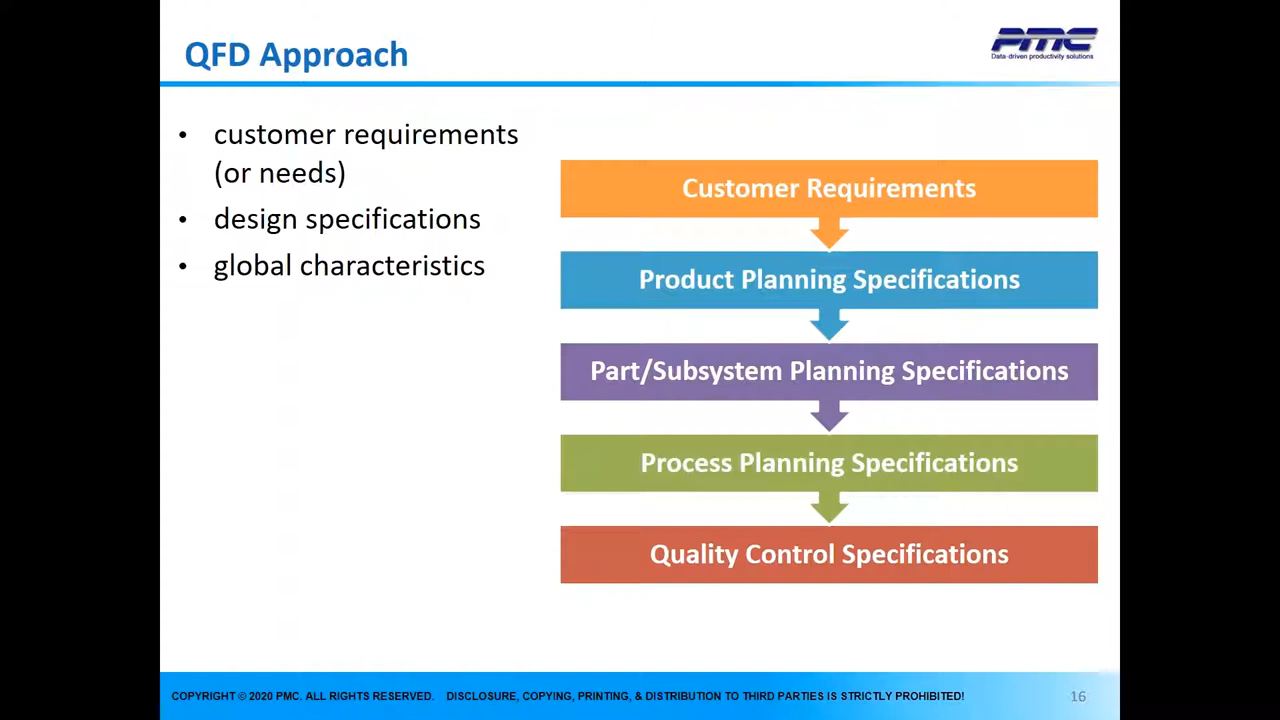 QFD Approach
PMC
Data-driven productivity solutions
• customer requirements
(or needs)
• design specifications
• global characteristics
Customer Requirements
Product Planning Specifications
Part/Subsystem Planning Specifications
Process Planning Specifications
Quality Control Specifications
COPYRIGHT © 2020 PMC. ALL RIGHTS RESERVED. DISCLOSURE, COPYING, PRINTING, & DISTRIBUTION TO THIRD PARTIES IS STRICTLY PROHIBITED!
16